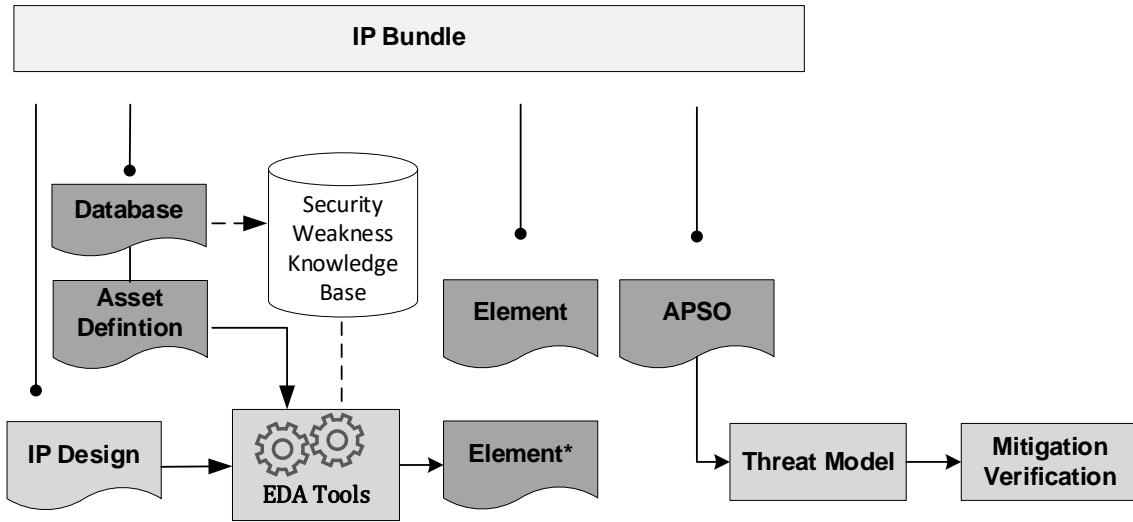 IP Bundle
Database
Security
Weakness
Knowledge
Base
Asset
Defintion
Element
APSO
IP Design
EDA Tools
Element*
Threat Model
Mitigation
Verification